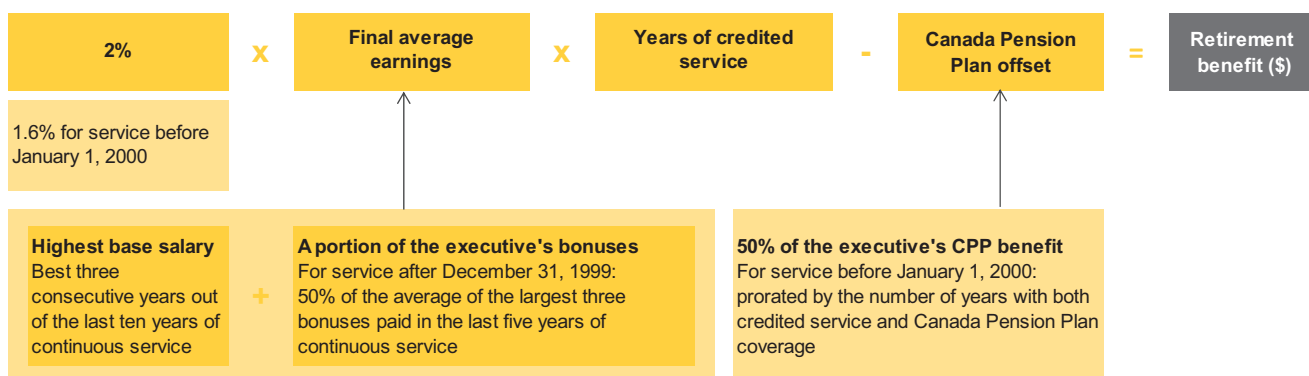 2%
x
Final average
earnings
x
Years of credited
service
-
Canada Pension
Plan offset
=
Retirement
benefit ($)
1.6% for service before
January 1, 2000
Highest base salary
Best three
consecutive years out
of the last ten years of
continuous service
+
A portion of the executive's bonuses
For service after December 31, 1999:
50% of the average of the largest three
bonuses paid in the last five years of
continuous service
50% of the executive's CPP benefit
For service before January 1, 2000:
prorated by the number of years with both
credited service and Canada Pension Plan
coverage